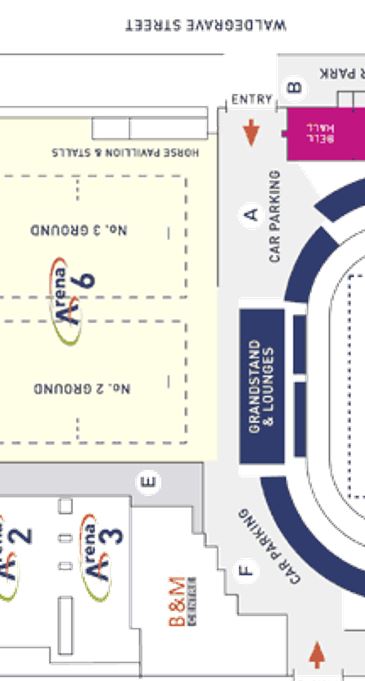 WALDEGRAVE STREET
R PARK
B
ENTRY
BELL
HALL
HORSE PAVILLION & STALLS
CAR PARKING
A
No. 3 GROUND
Arena
6
No. 2 GROUND
GRANDSTAND
& LOUNGES
E
Arena
2
Arena
3
CAR PARKING
F
B&M
CENTRE